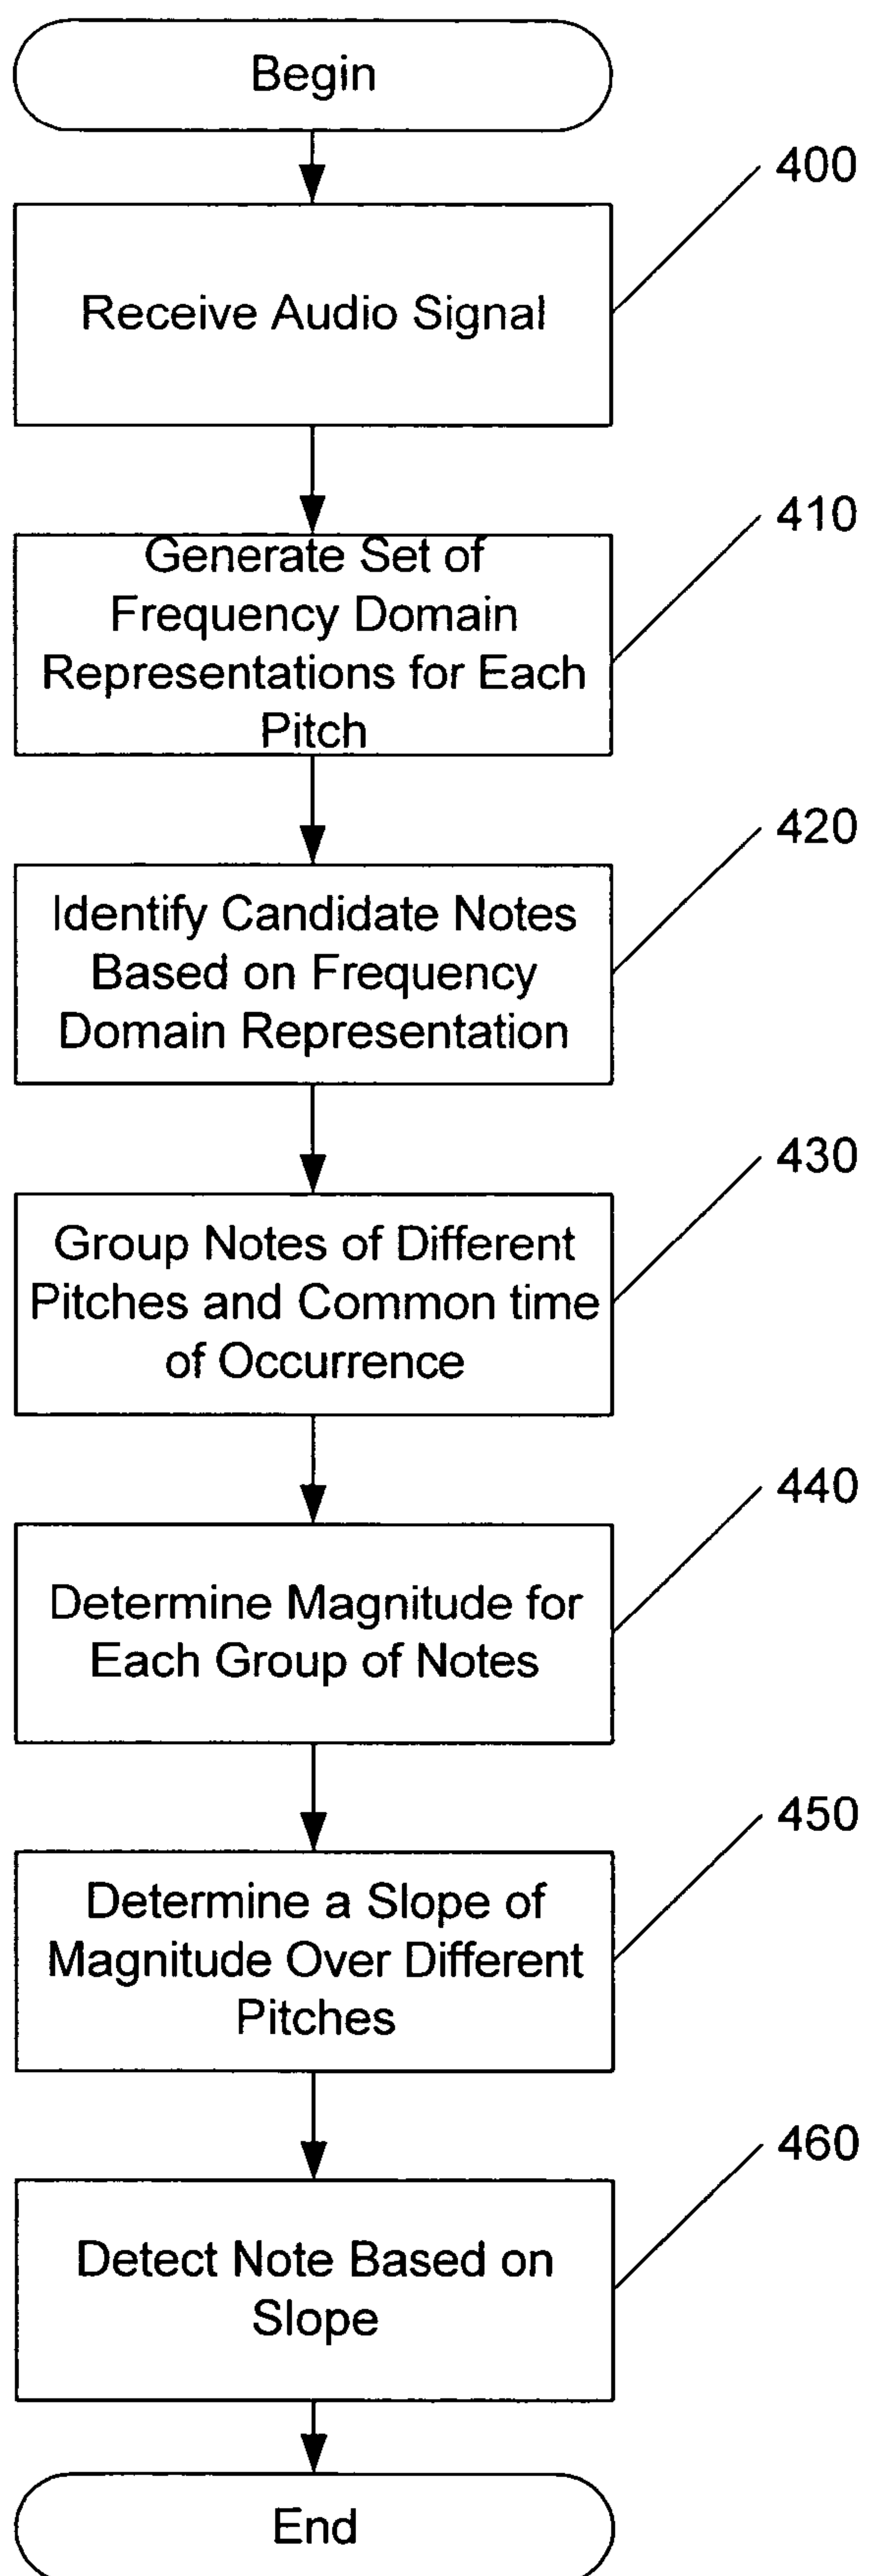 Begin
400
Receive Audio Signal
410
Generate Set of
Frequency Domain
Representations for Each
Pitch
420
Identify Candidate Notes
Based on Frequency
Domain Representation
430
Group Notes of Different
Pitches and Common time
of Occurrence
440
Determine Magnitude for
Each Group of Notes
450
Determine a Slope of
Magnitude Over Different
Pitches
460
Detect Note Based on
Slope
End